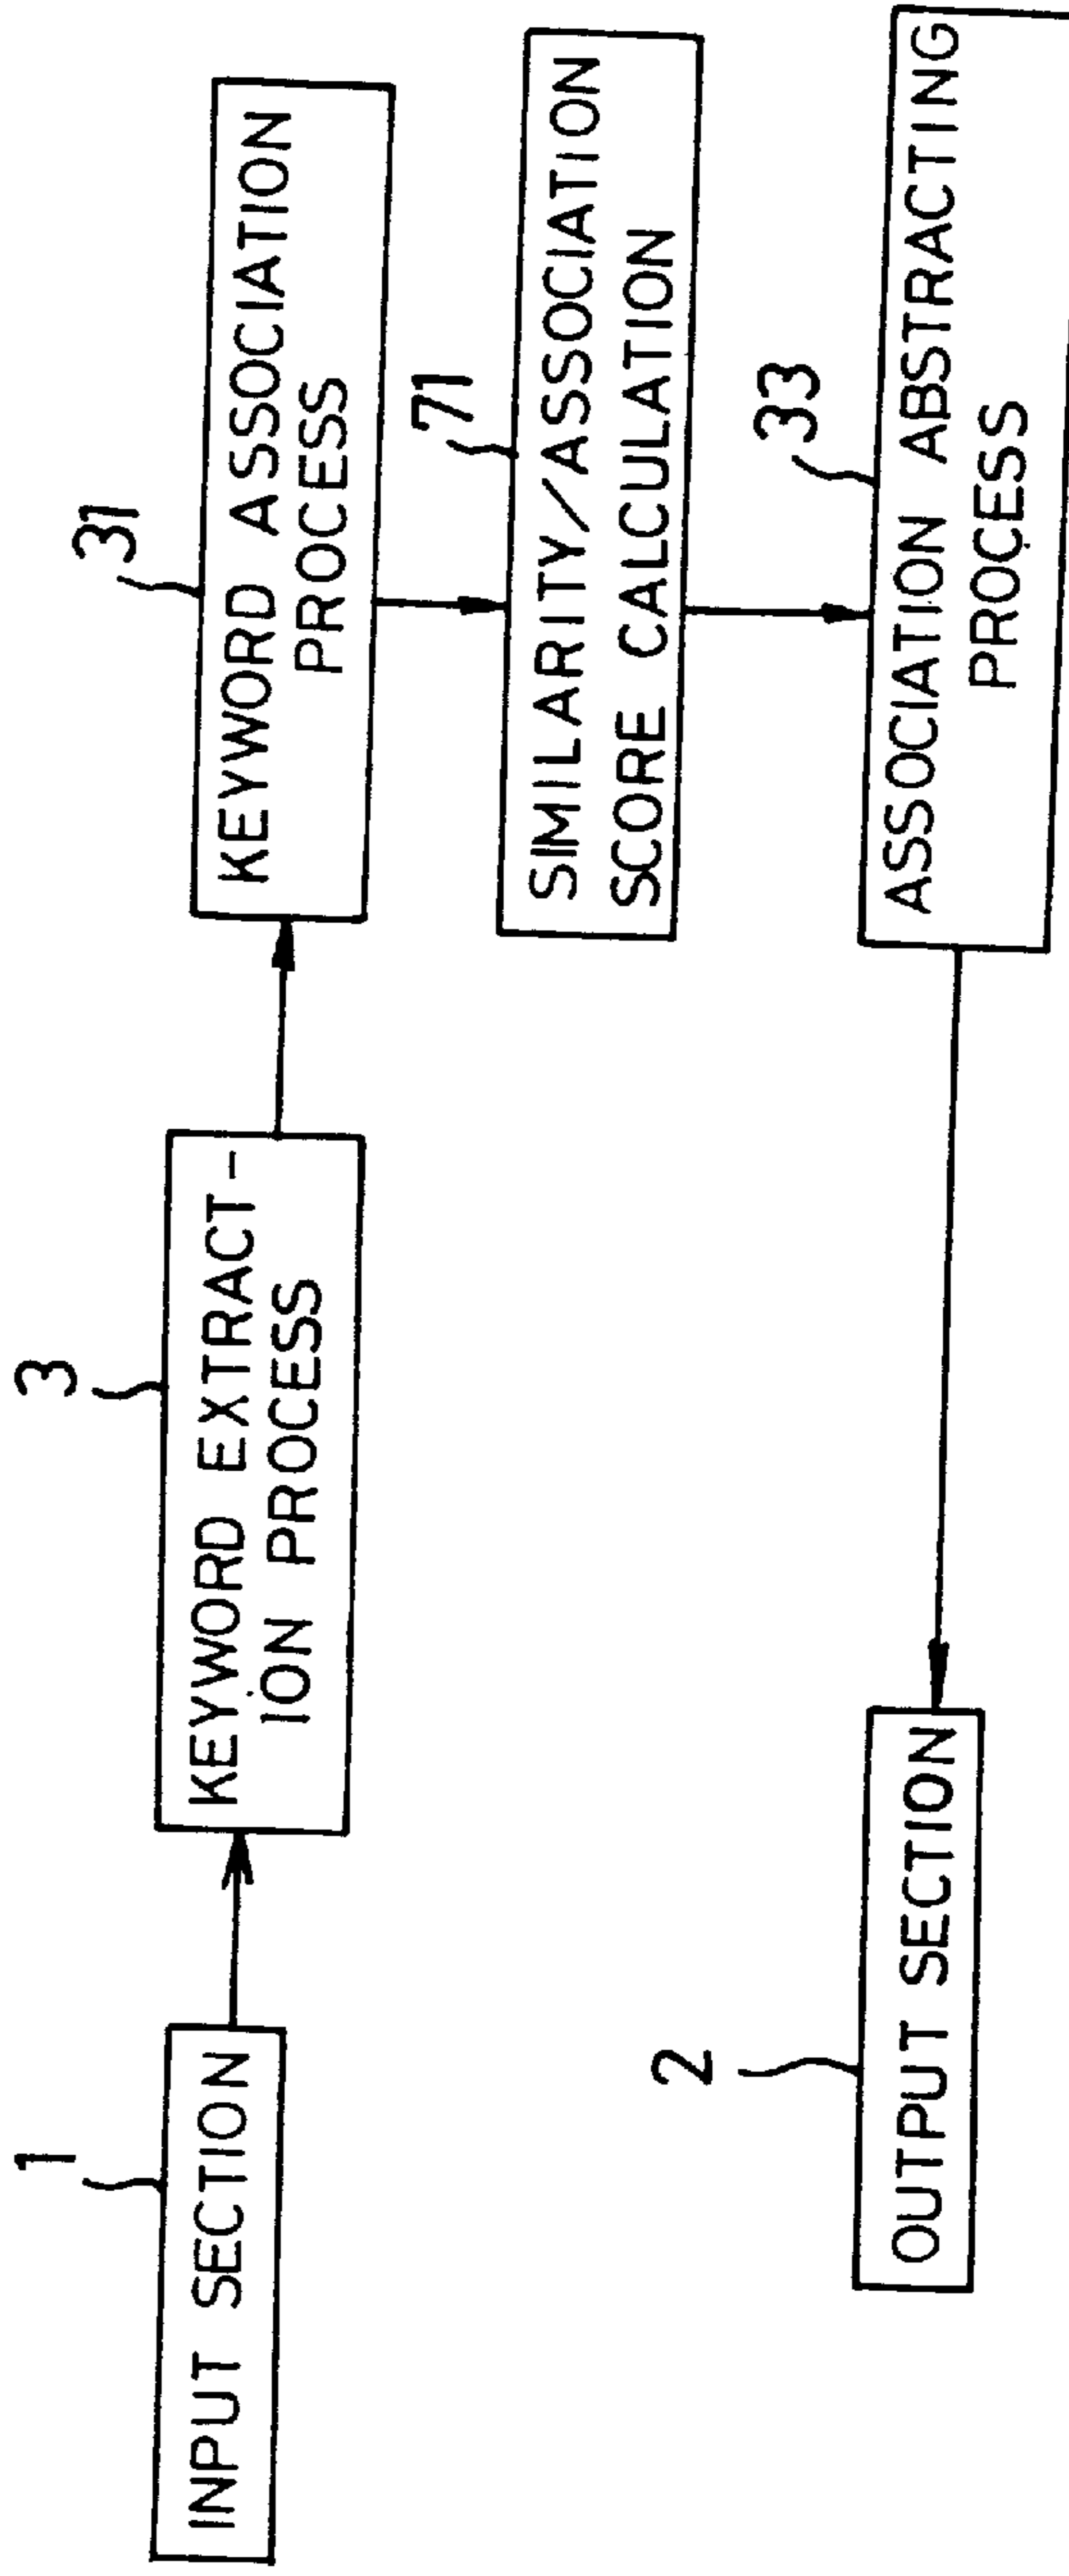 1
INPUT SECTION
3
KEYWORD EXTRACT-
ION PROCESS
31
KEYWORD ASSOCIATION
PROCESS
71
SIMILARITY/ASSOCIATION
SCORE CALCULATION
33
ASSOCIATION ABSTRACTING
PROCESS
2
OUTPUT SECTION